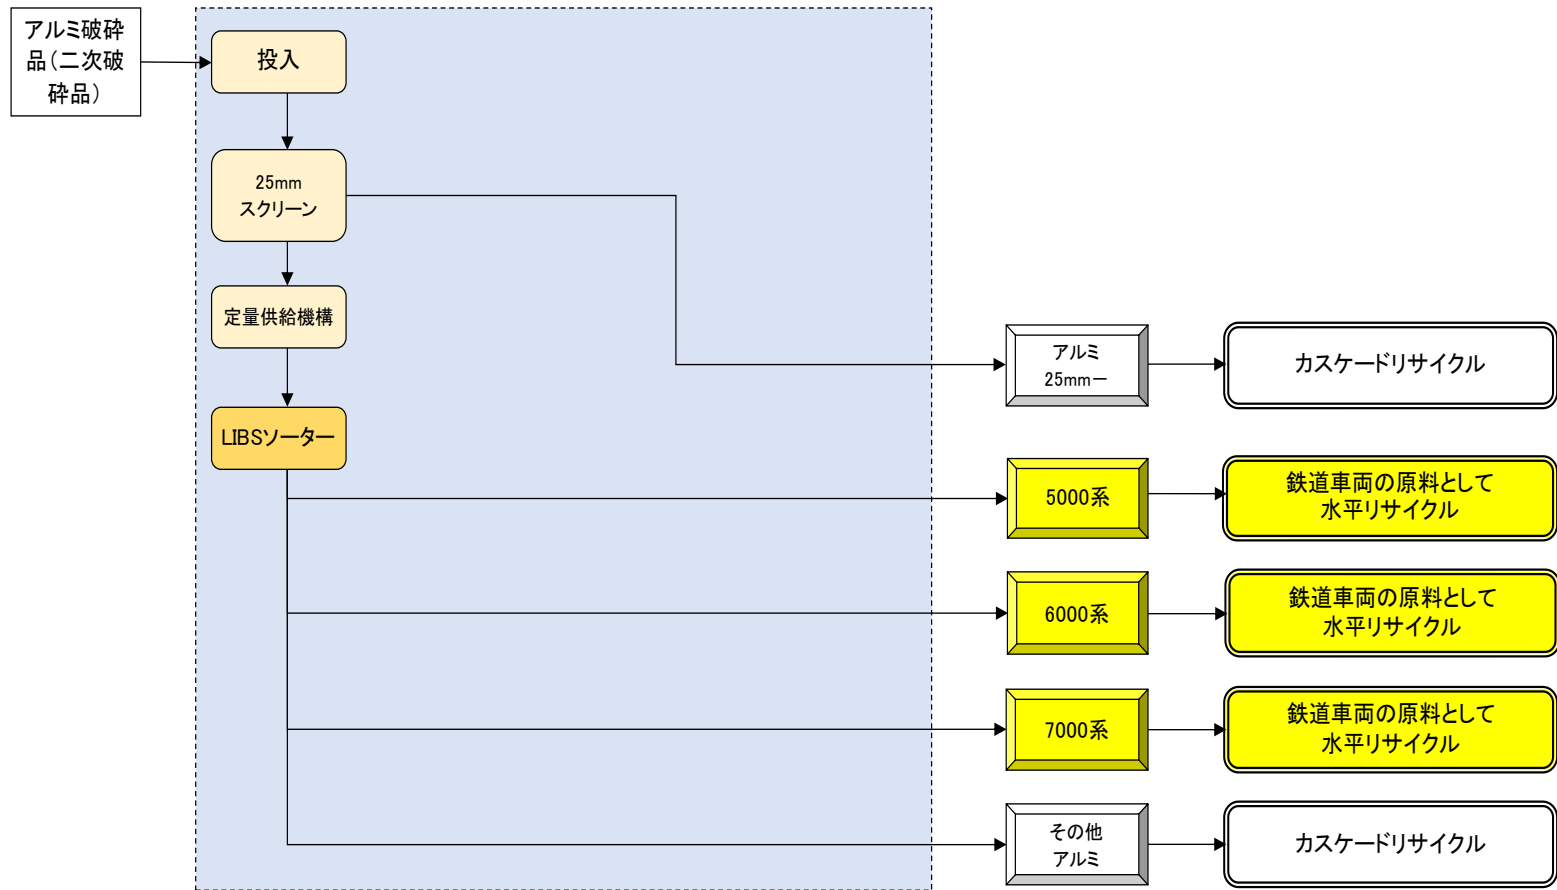 アルミ破砕
品（二次破
砕品）
投入
25mm
スクリーン
定量供給機構
LIBSソーター
アルミ
25mm－
カスケードリサイクル
5000系
鉄道車両の原料として
水平リサイクル
6000系
鉄道車両の原料として
水平リサイクル
7000系
鉄道車両の原料として
水平リサイクル
その他
アルミ
カスケードリサイクル